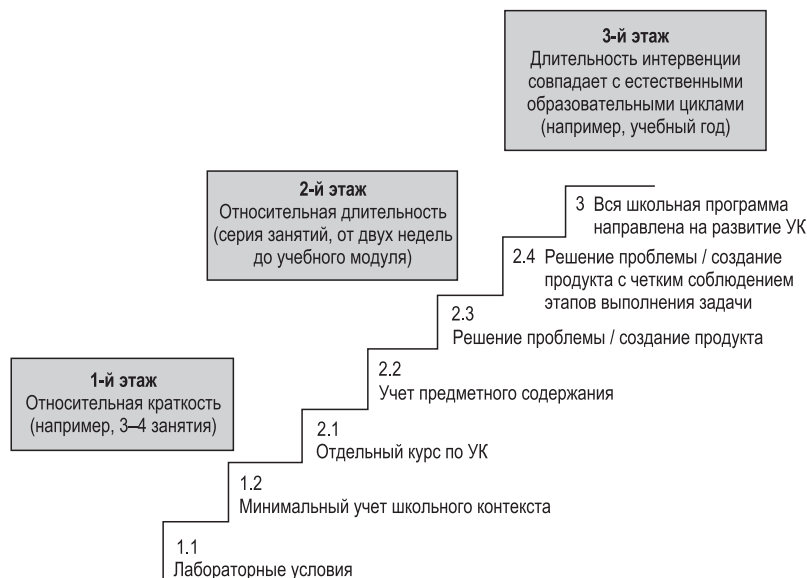 3-й этаж
Длительность интервенции
совпадает с естественными
образовательными циклами
(например, учебный год)
2-й этаж
Относительная длительность
(серия занятий, от двух недель
до учебного модуля)
3 Вся школьная программа
направлена на развитие УК
2.4 Решение проблемы / создание
продукта с четким соблюдением
этапов выполнения задачи
2.3
Решение проблемы / создание продукта
1-й этаж
Относительная краткость
(например, 3–4 занятия)
2.2
Учет предметного содержания
2.1
Отдельный курс по УК
1.2
Минимальный учет школьного контекста
1.1
Лабораторные условия